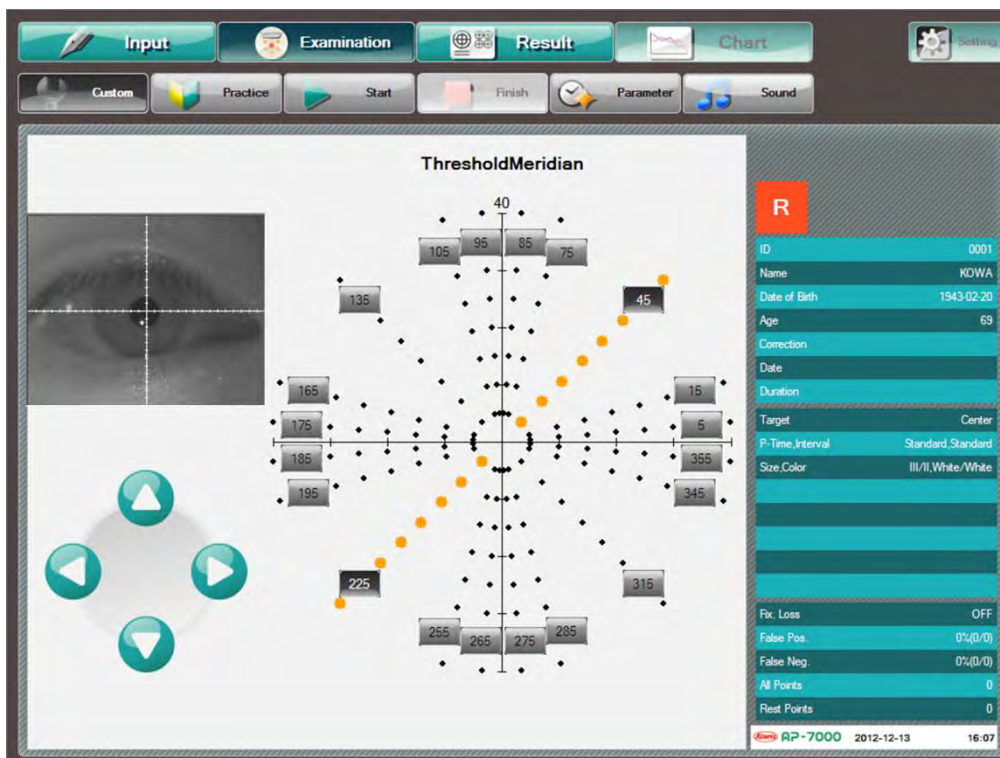 Input Examination Result Chart Setting
Custom Practice Start Finish Parameter Sound
ThresholdMeridian
40
105 95 85 75
135 45
165 15
175 5
185 355
195 345
225 315
255 265 275 285
R
ID 0001
Name KOWA
Date of Birth 1943-02-20
Age 69
Correction
Date
Duration
Target Center
P-Time,Interval Standard,Standard
Size,Color III/II,White/White
Fix. Loss OFF
False Pos. 0%(0/0)
False Neg. 0%(0/0)
All Points 0
Rest Points 0
Kowa AP-7000 2012-12-13 16:07